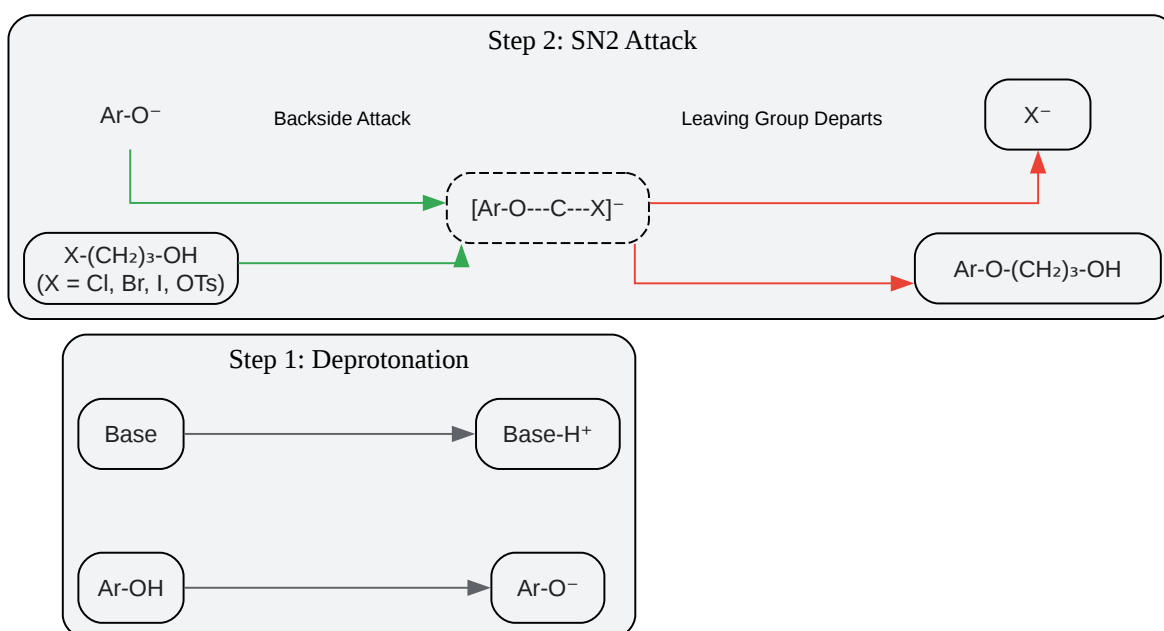 Step 2: SN2 Attack
Ar-O⁻
Backside Attack
Leaving Group Departs
X⁻
[Ar-O---C---X]⁻
X-(CH₂)₃-OH
(X = Cl, Br, I, OTs)
Ar-O-(CH₂)₃-OH
Step 1: Deprotonation
Base
Base-H⁺
Ar-OH
Ar-O⁻